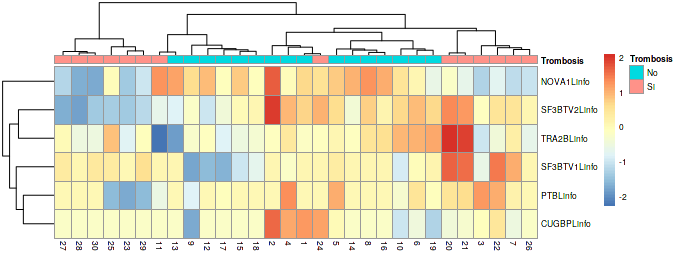 Trombosis
NOVA1Linfo
SF3BTV2Linfo
TRA2BLinfo
SF3BTV1Linfo
PTBLinfo
CUGBPLinfo
27 28 30 25 23 29 11 13 9 12 17 15 18 2 4 1 24 5 14 8 16 10 6 19 20 21 3 22 7 26
2
1
0
-1
-2
Trombosis
No
Si